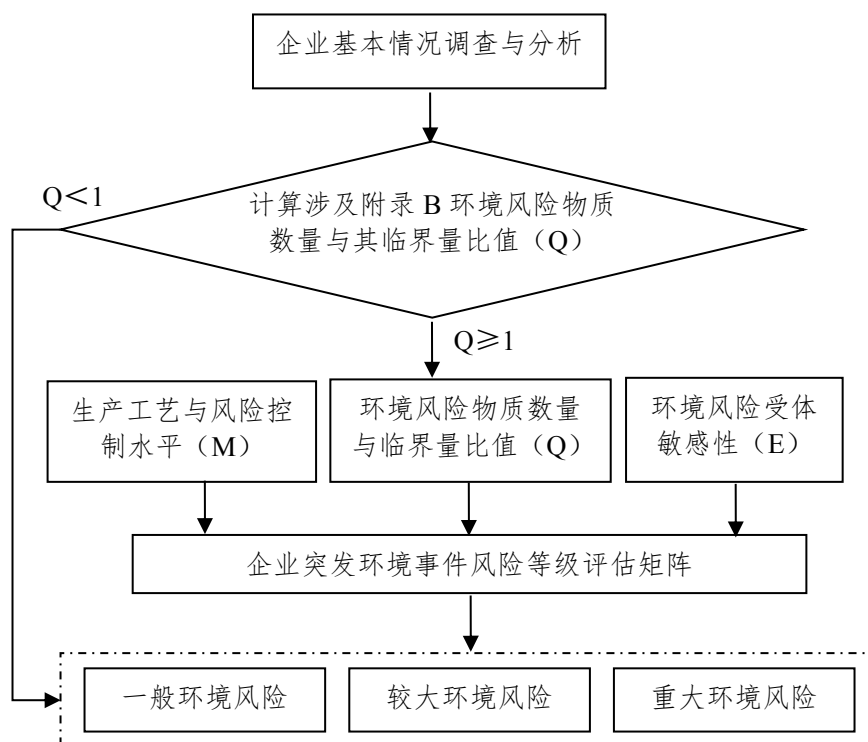 企业基本情况调查与分析
Q＜1
计算涉及附录 B 环境风险物质
数量与其临界量比值（Q）
Q≥1
生产工艺与风险控
制水平（M）
环境风险物质数量
与临界量比值（Q）
环境风险受体
敏感性（E）
企业突发环境事件风险等级评估矩阵
一般环境风险
较大环境风险
重大环境风险